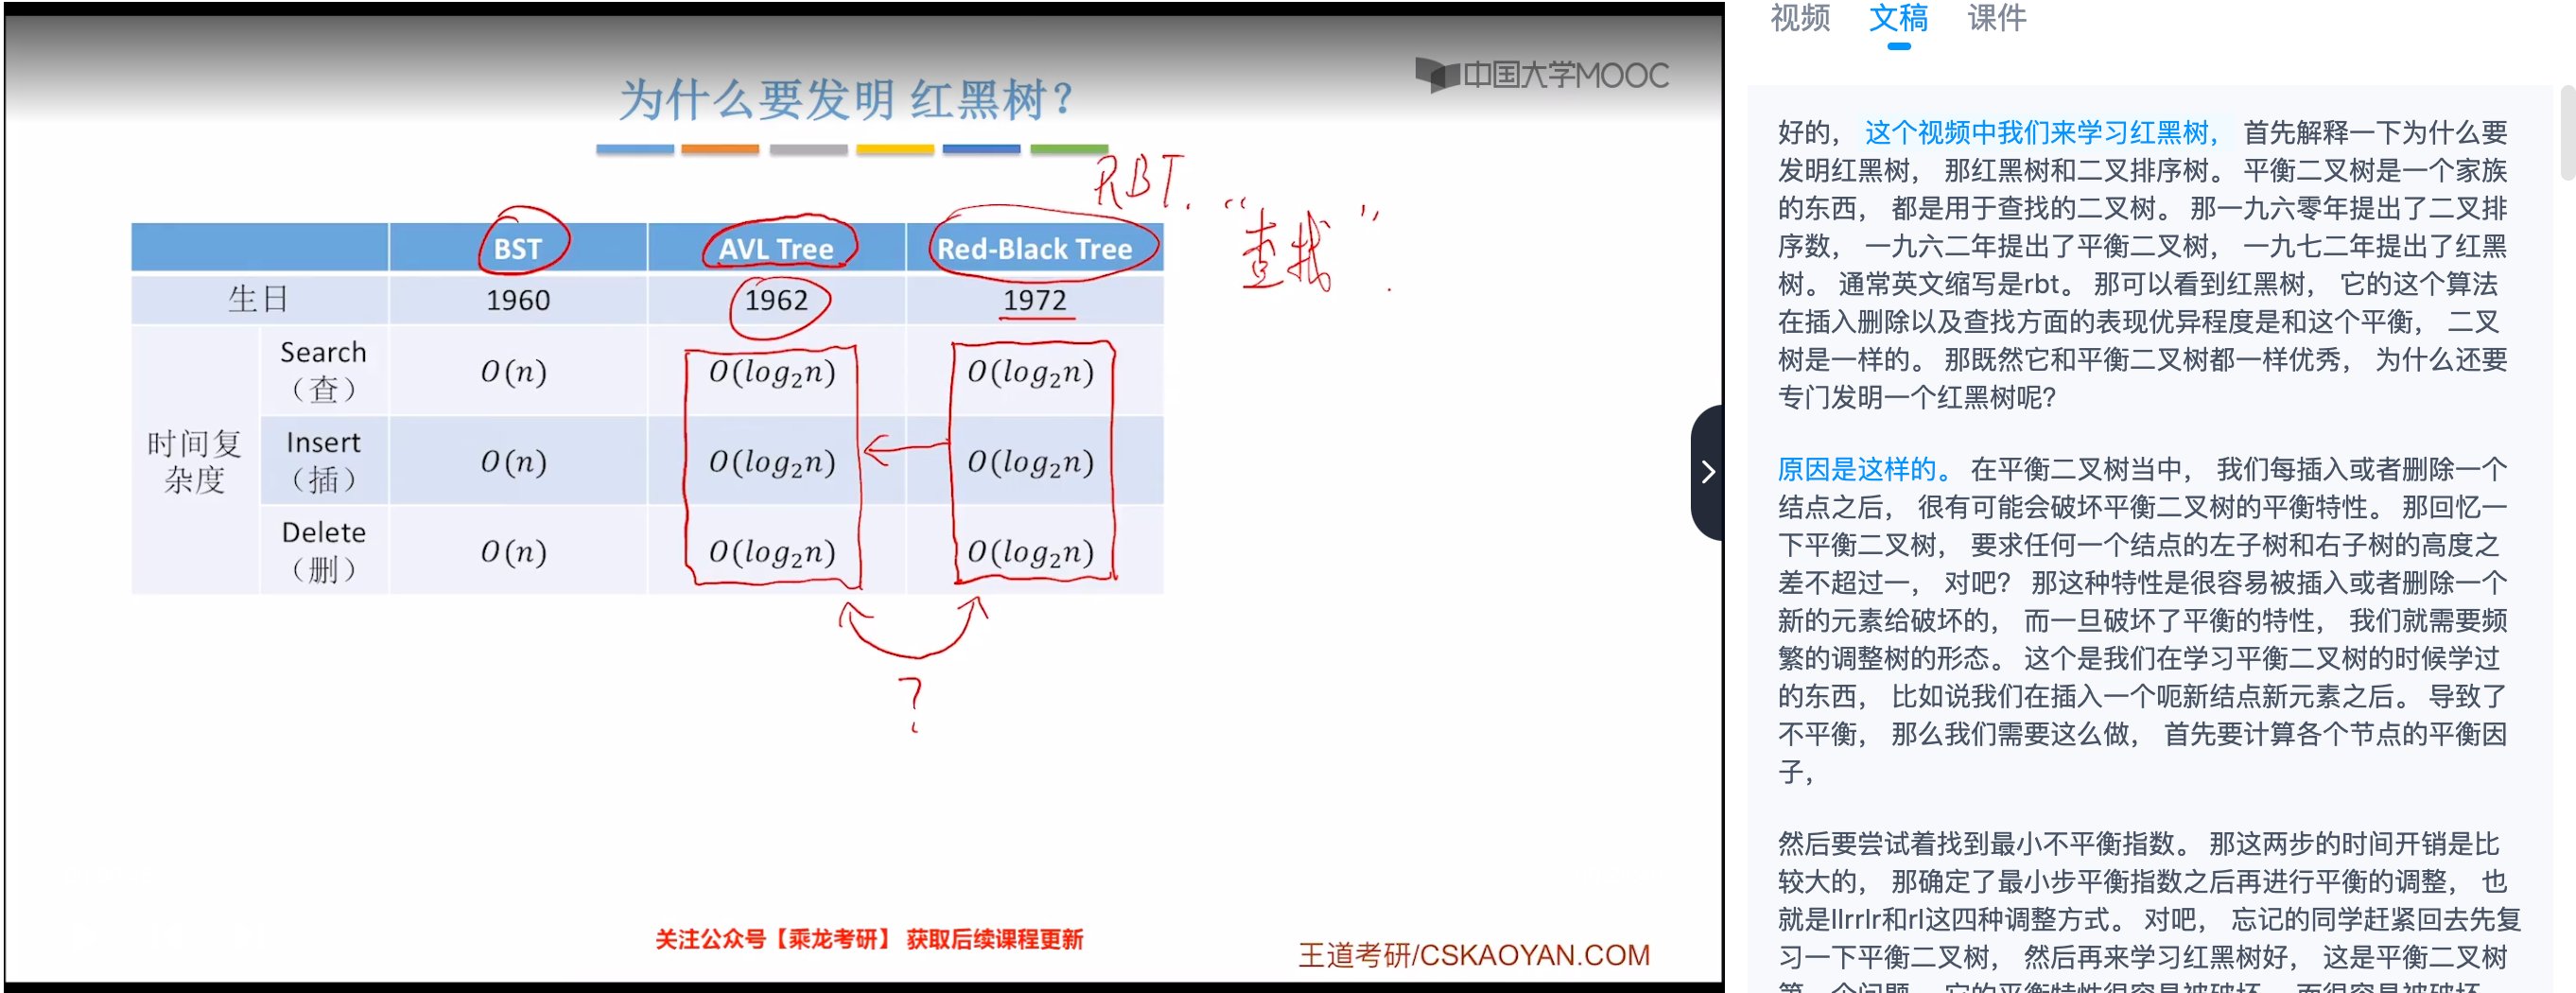 中国大学MOOC
为什么要发明 红黑树？
RBT.
“查找”.
BST AVL Tree Red-Black Tree
生日 1960 1962 1972
时间复杂度
Search（查） O(n) O(log₂n) O(log₂n)
Insert（插） O(n) O(log₂n) O(log₂n)
Delete（删） O(n) O(log₂n) O(log₂n)
?
关注公众号【乘龙考研】 获取后续课程更新
王道考研/CSKAOYAN.COM
视频 文稿 课件
好的， 这个视频中我们来学习红黑树， 首先解释一下为什么要
发明红黑树， 那红黑树和二叉排序树。 平衡二叉树是一个家族
的东西， 都是用于查找的二叉树。 那一九六零年提出了二叉排
序数， 一九六二年提出了平衡二叉树， 一九七二年提出了红黑
树。 通常英文缩写是rbt。 那可以看到红黑树， 它的这个算法
在插入删除以及查找方面的表现优异程度是和这个平衡， 二叉
树是一样的。 那既然它和平衡二叉树都一样优秀， 为什么还要
专门发明一个红黑树呢？
原因是这样的。 在平衡二叉树当中， 我们每插入或者删除一个
结点之后， 很有可能会破坏平衡二叉树的平衡特性。 那回忆一
下平衡二叉树， 要求任何一个结点的左子树和右子树的高度之
差不超过一， 对吧？ 那这种特性是很容易被插入或者删除一个
新的元素给破坏的， 而一旦破坏了平衡的特性， 我们就需要频
繁的调整树的形态。 这个是我们在学习平衡二叉树的时候学过
的东西， 比如说我们在插入一个呃新结点新元素之后。 导致了
不平衡， 那么我们需要这么做， 首先要计算各个节点的平衡因
子，
然后要尝试着找到最小不平衡指数。 那这两步的时间开销是比
较大的， 那确定了最小步平衡指数之后再进行平衡的调整， 也
就是llrrlr和rl这四种调整方式。 对吧， 忘记的同学赶紧回去先复
习一下平衡二叉树， 然后再来学习红黑树好， 这是平衡二叉树